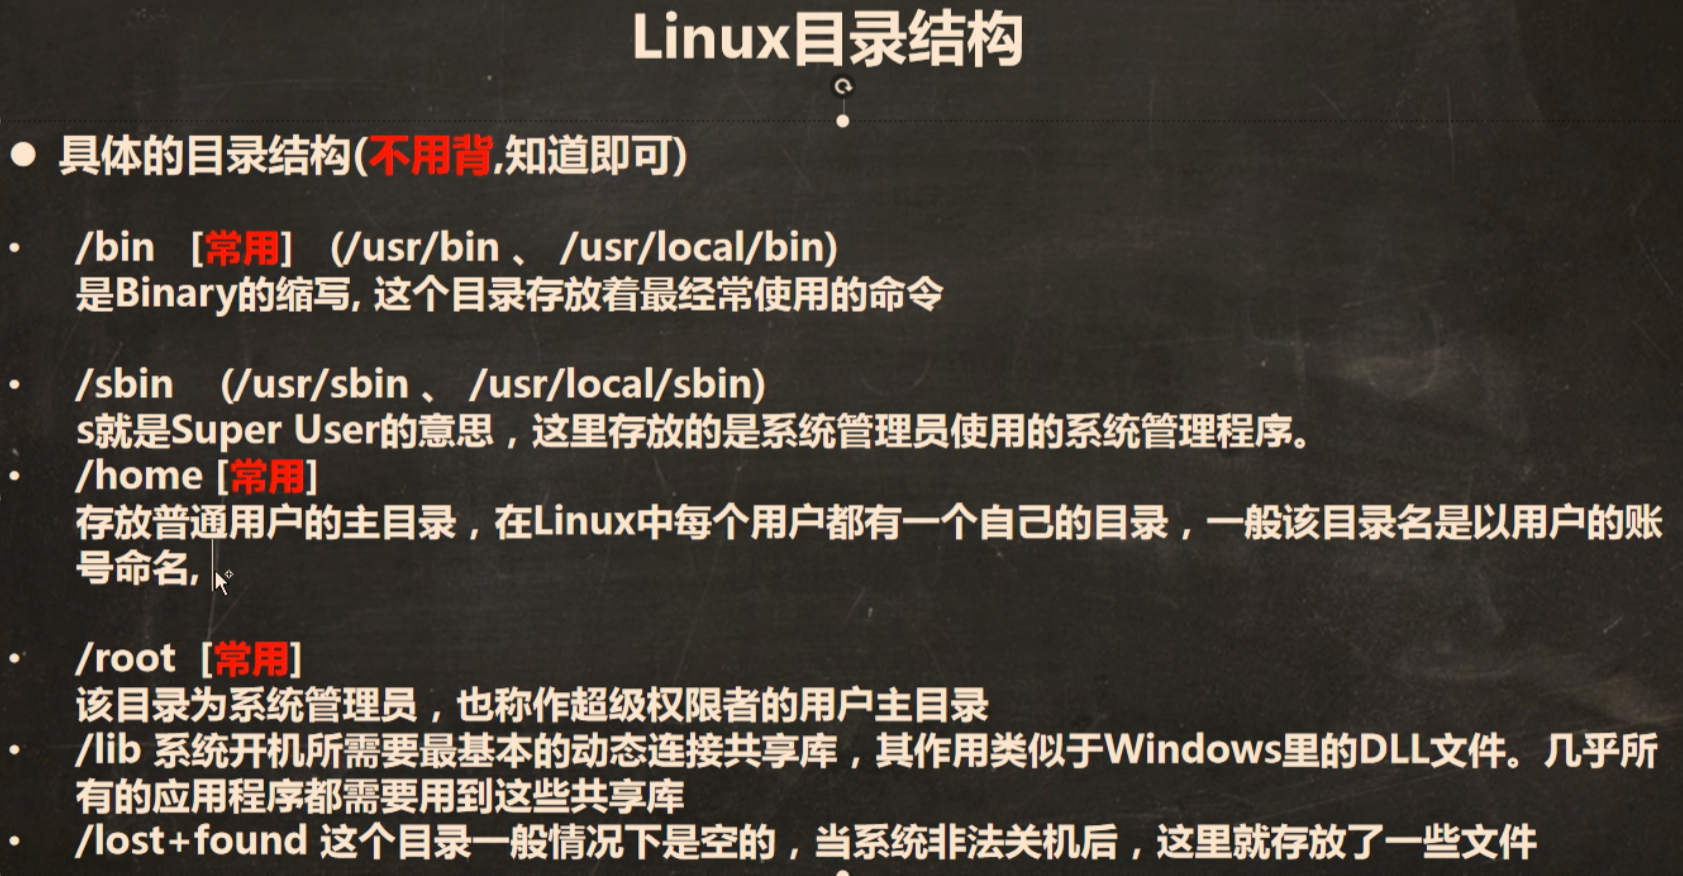 Linux目录结构
具体的目录结构(不用背,知道即可)
/bin [常用] (/usr/bin 、 /usr/local/bin)
是Binary的缩写, 这个目录存放着最经常使用的命令
/sbin (/usr/sbin 、 /usr/local/sbin)
s就是Super User的意思，这里存放的是系统管理员使用的系统管理程序。
/home [常用]
存放普通用户的主目录，在Linux中每个用户都有一个自己的目录，一般该目录名是以用户的账
号命名,
/root [常用]
该目录为系统管理员，也称作超级权限者的用户主目录
/lib 系统开机所需要最基本的动态连接共享库，其作用类似于Windows里的DLL文件。几乎所
有的应用程序都需要用到这些共享库
/lost+found 这个目录一般情况下是空的，当系统非法关机后，这里就存放了一些文件